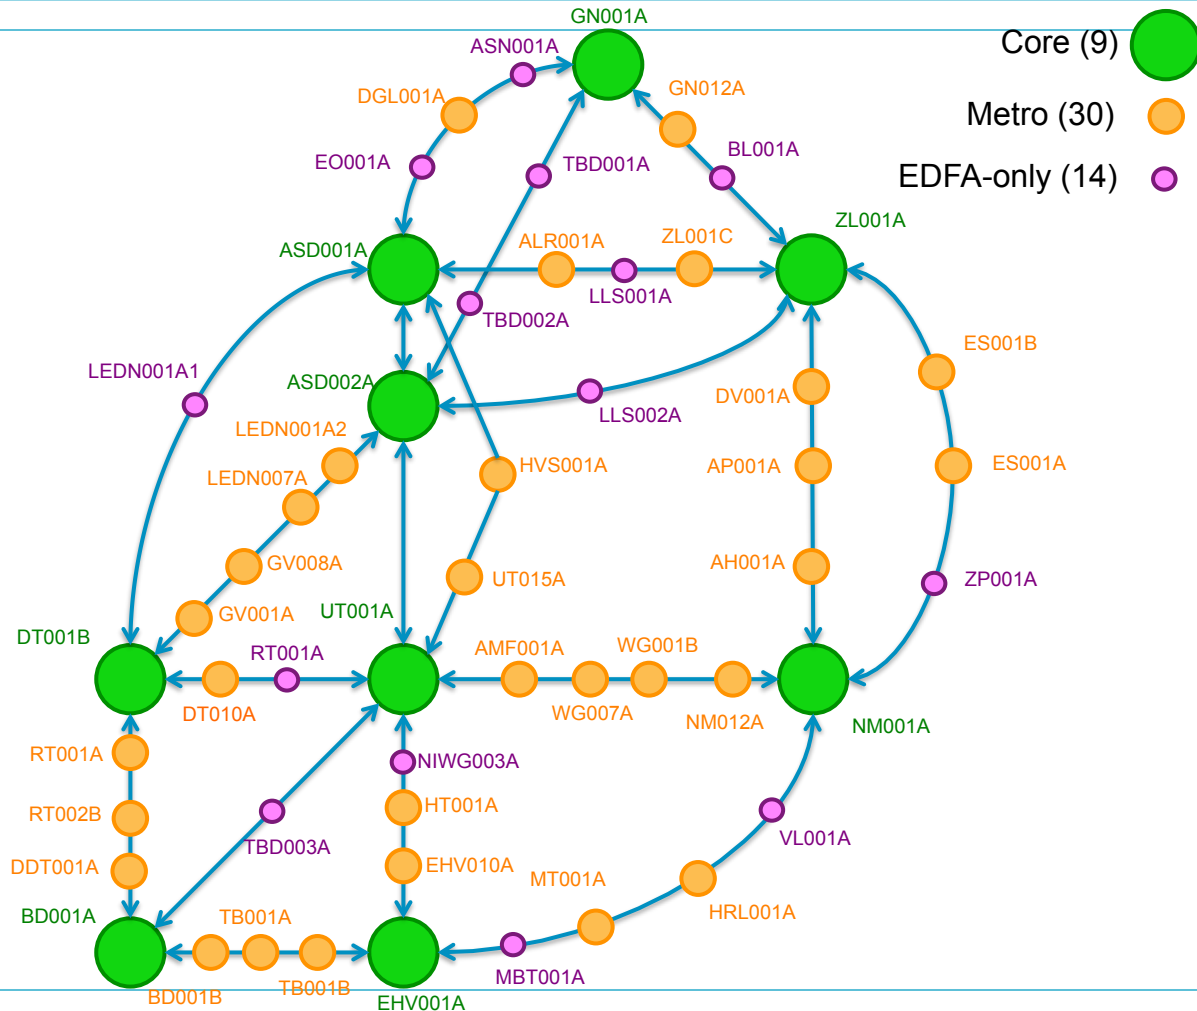 GN001A
Core (9)
ASN001A
DGL001A
GN012A
Metro (30)
EO001A
TBD001A
BL001A
EDFA-only (14)
ZL001A
ASD001A
ALR001A
ZL001C
LLS001A
TBD002A
ES001B
LEDN001A1
ASD002A
DV001A
LLS002A
LEDN001A2
LEDN007A
HVS001A
AP001A
ES001A
GV008A
UT015A
AH001A
ZP001A
GV001A
UT001A
DT001B
RT001A
AMF001A
WG001B
DT010A
WG007A
NM012A
NM001A
RT001A
NIWG003A
RT002B
HT001A
TBD003A
VL001A
DDT001A
EHV010A
MT001A
HRL001A
BD001A
TB001A
MBT001A
BD001B
TB001B
EHV001A